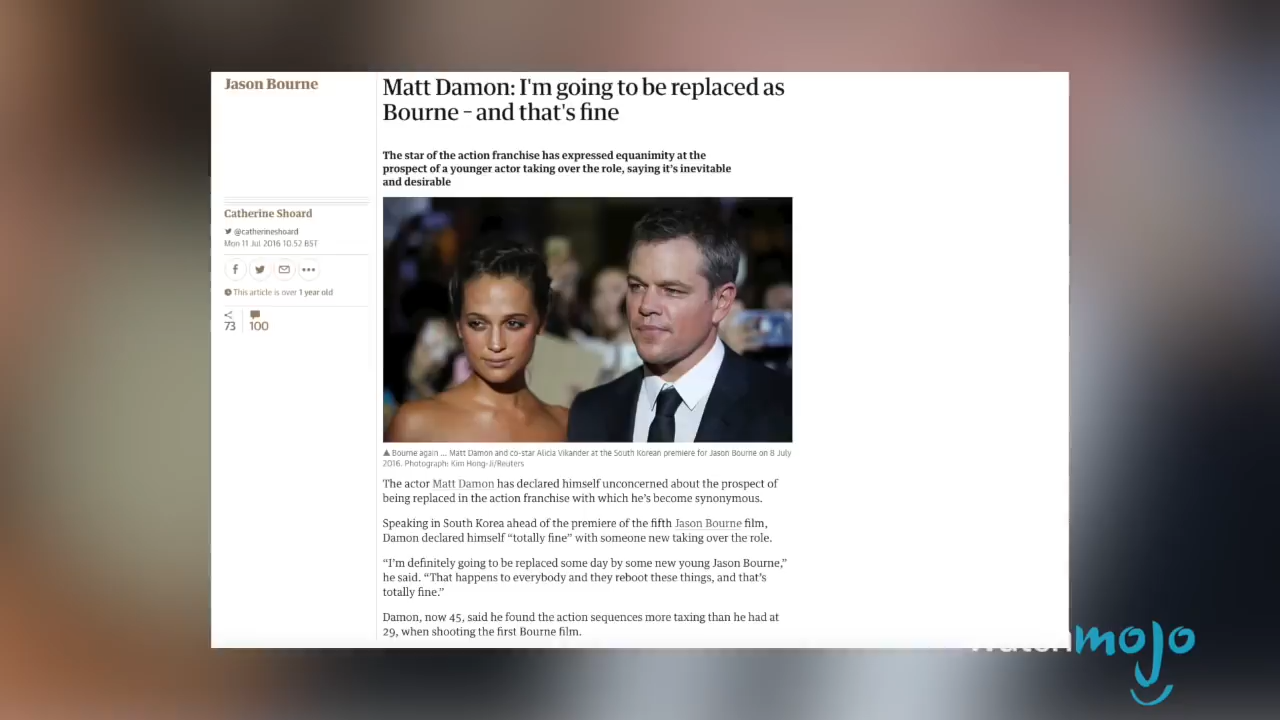 Jason Bourne
Matt Damon: I'm going to be replaced as
Bourne – and that's fine
The star of the action franchise has expressed equanimity at the
prospect of a younger actor taking over the role, saying it's inevitable
and desirable
Catherine Shoard
@catherineshoard
Mon 11 Jul 2016 10.52 BST
This article is over 1 year old
73
100
Bourne again ... Matt Damon and co-star Alicia Vikander at the South Korean premiere for Jason Bourne on 8 July
2016. Photograph: Kim Hong-Ji/Reuters
The actor Matt Damon has declared himself unconcerned about the prospect of
being replaced in the action franchise with which he's become synonymous.
Speaking in South Korea ahead of the premiere of the fifth Jason Bourne film,
Damon declared himself “totally fine” with someone new taking over the role.
“I'm definitely going to be replaced some day by some new young Jason Bourne,”
he said. “That happens to everybody and they reboot these things, and that's
totally fine.”
Damon, now 45, said he found the action sequences more taxing than he had at
29, when shooting the first Bourne film.
watchmojo